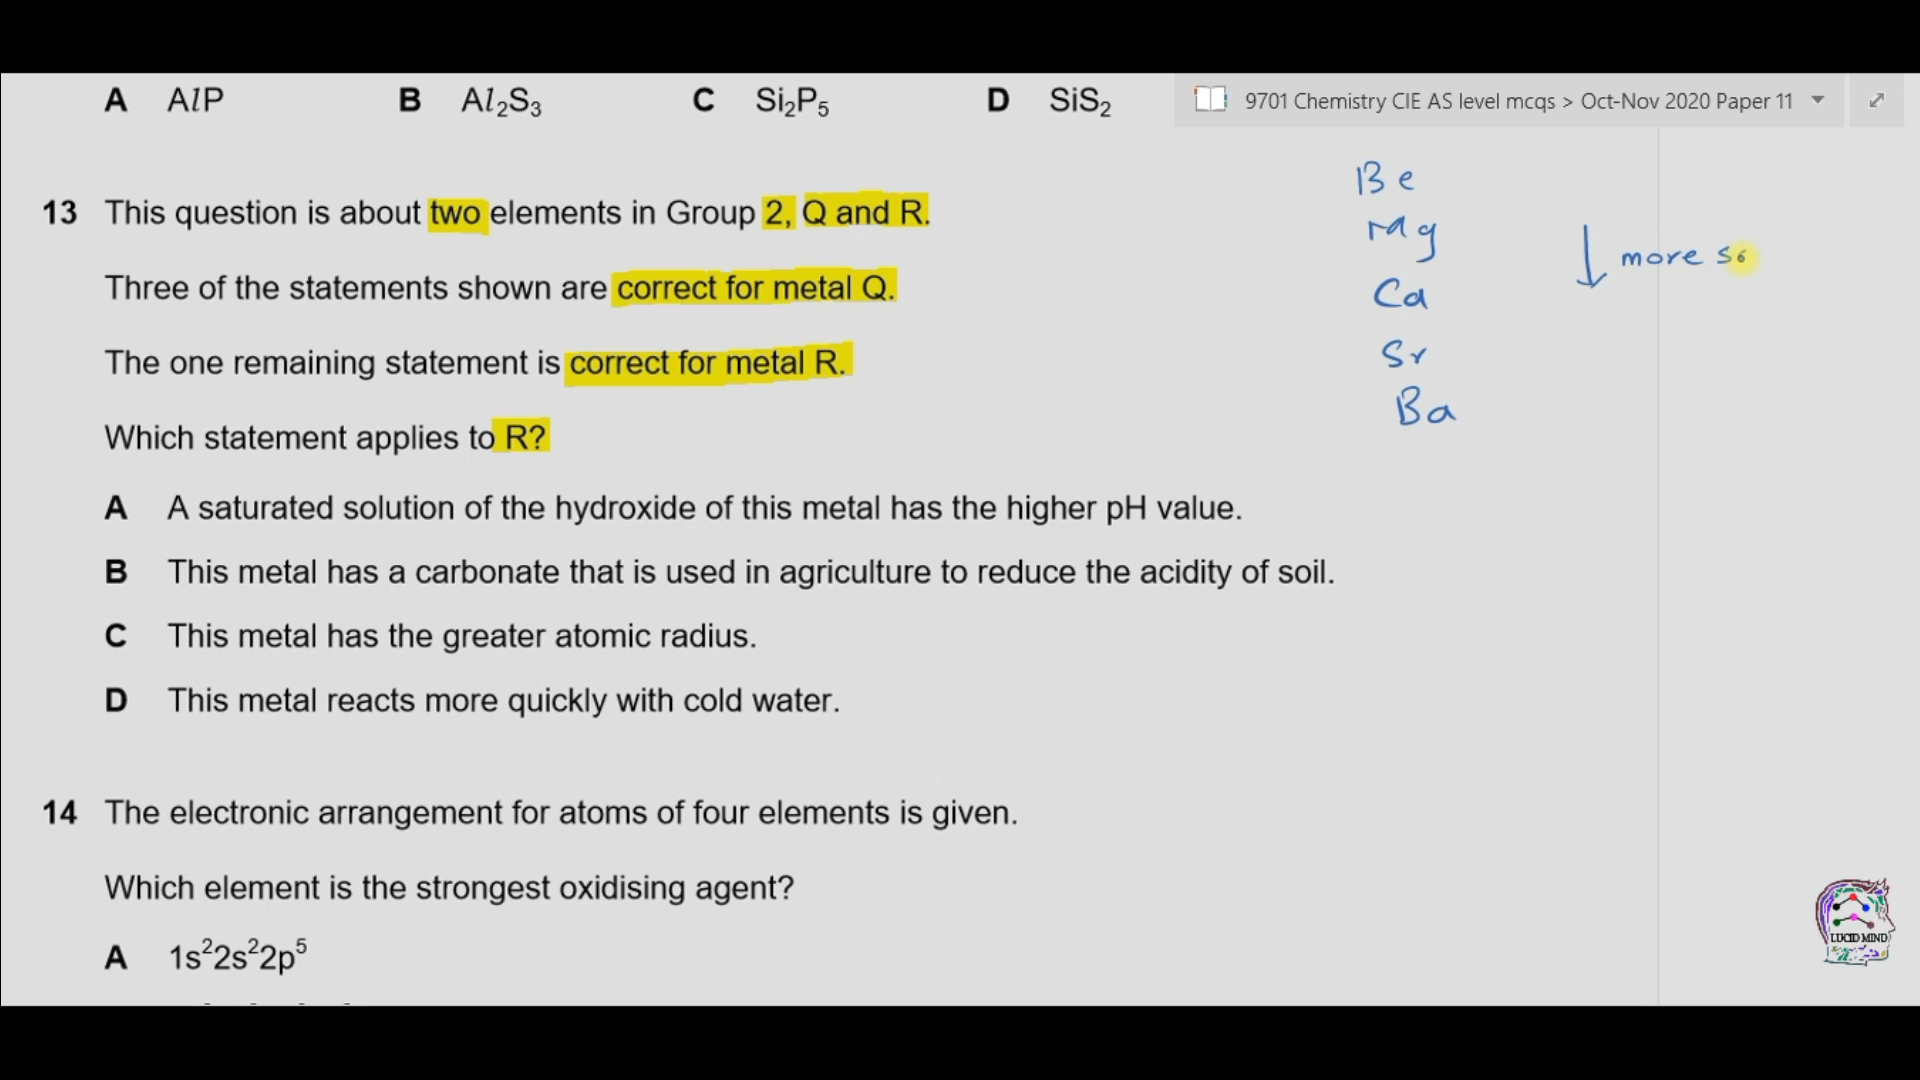 A AlP B Al₂S₃ C Si₂P₅ D SiS₂
9701 Chemistry CIE AS level mcqs > Oct-Nov 2020 Paper 11
13 This question is about two elements in Group 2, Q and R.
Three of the statements shown are correct for metal Q.
The one remaining statement is correct for metal R.
Which statement applies to R?
A A saturated solution of the hydroxide of this metal has the higher pH value.
B This metal has a carbonate that is used in agriculture to reduce the acidity of soil.
C This metal has the greater atomic radius.
D This metal reacts more quickly with cold water.
Be
Mg
Ca
Sr
Ba
↓ more so
14 The electronic arrangement for atoms of four elements is given.
Which element is the strongest oxidising agent?
A 1s²2s²2p⁵
LUCID MIND